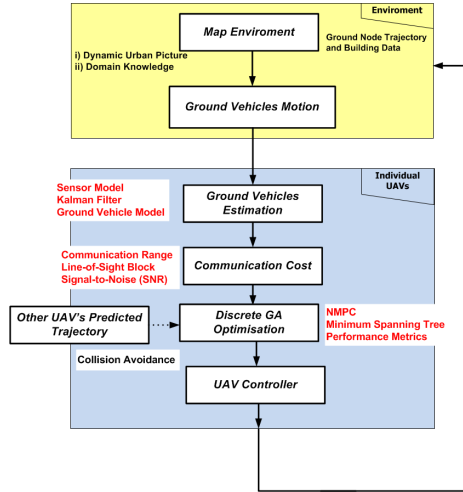 Enviroment
Map Enviroment
Ground Node Trajectory
and Building Data
i) Dynamic Urban Picture
ii) Domain Knowledge
Ground Vehicles Motion
Individual
UAVs
Sensor Model
Kalman Filter
Ground Vehicle Model
Ground Vehicles
Estimation
Communication Range
Line-of-Sight Block
Signal-to-Noise (SNR)
Communication Cost
Other UAV's Predicted
Trajectory
Discrete GA
Optimisation
NMPC
Minimum Spanning Tree
Performance Metrics
Collision Avoidance
UAV Controller